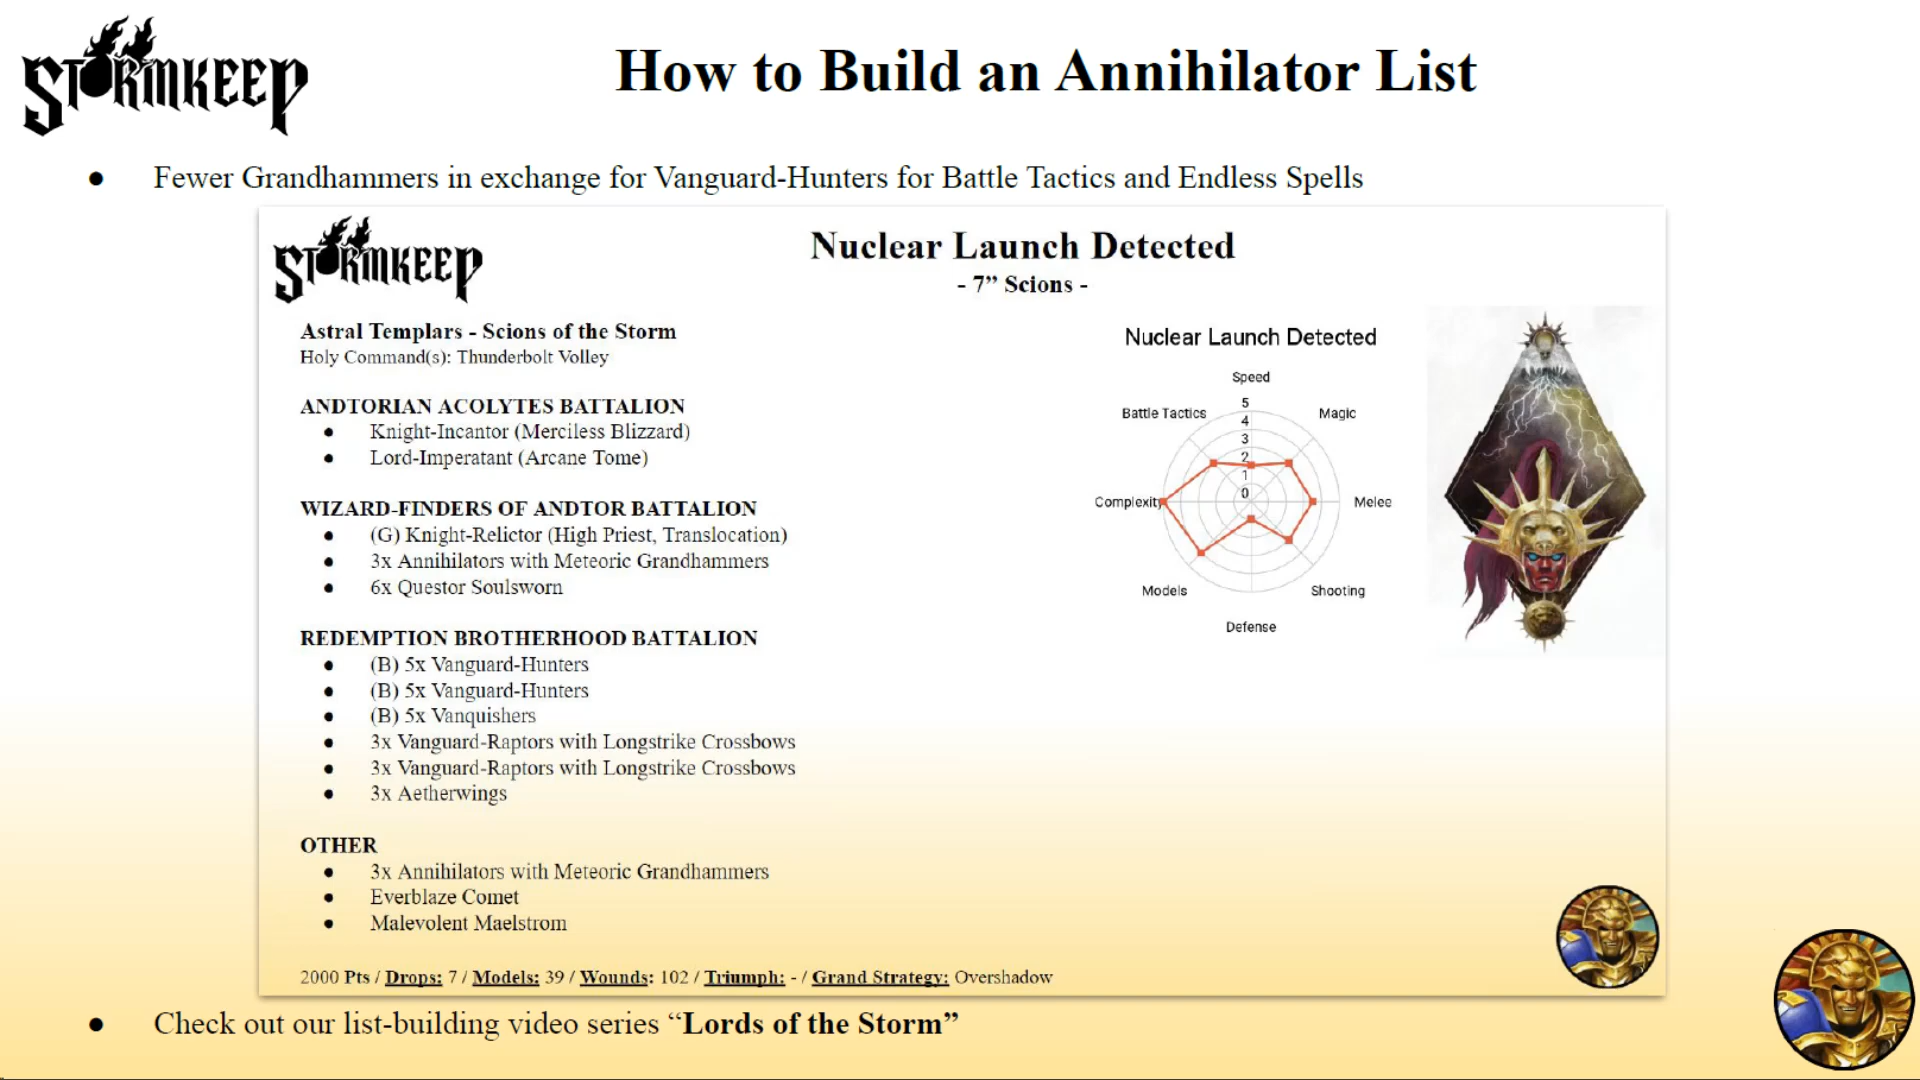 STORMKEEP
How to Build an Annihilator List
● Fewer Grandhammers in exchange for Vanguard-Hunters for Battle Tactics and Endless Spells
STORMKEEP
Nuclear Launch Detected
- 7” Scions -
Astral Templars - Scions of the Storm
Holy Command(s): Thunderbolt Volley
ANDTORIAN ACOLYTES BATTALION
● Knight-Incantor (Merciless Blizzard)
● Lord-Imperatant (Arcane Tome)
WIZARD-FINDERS OF ANDTOR BATTALION
● (G) Knight-Relictor (High Priest, Translocation)
● 3x Annihilators with Meteoric Grandhammers
● 6x Questor Soulsworn
REDEMPTION BROTHERHOOD BATTALION
● (B) 5x Vanguard-Hunters
● (B) 5x Vanguard-Hunters
● (B) 5x Vanquishers
● 3x Vanguard-Raptors with Longstrike Crossbows
● 3x Vanguard-Raptors with Longstrike Crossbows
● 3x Aetherwings
OTHER
● 3x Annihilators with Meteoric Grandhammers
● Everblaze Comet
● Malevolent Maelstrom
2000 Pts / Drops: 7 / Models: 39 / Wounds: 102 / Triumph: - / Grand Strategy: Overshadow
Nuclear Launch Detected
Speed
Battle Tactics
Magic
5
4
3
2
1
0
Complexity
Melee
Models
Shooting
Defense
● Check out our list-building video series “Lords of the Storm”